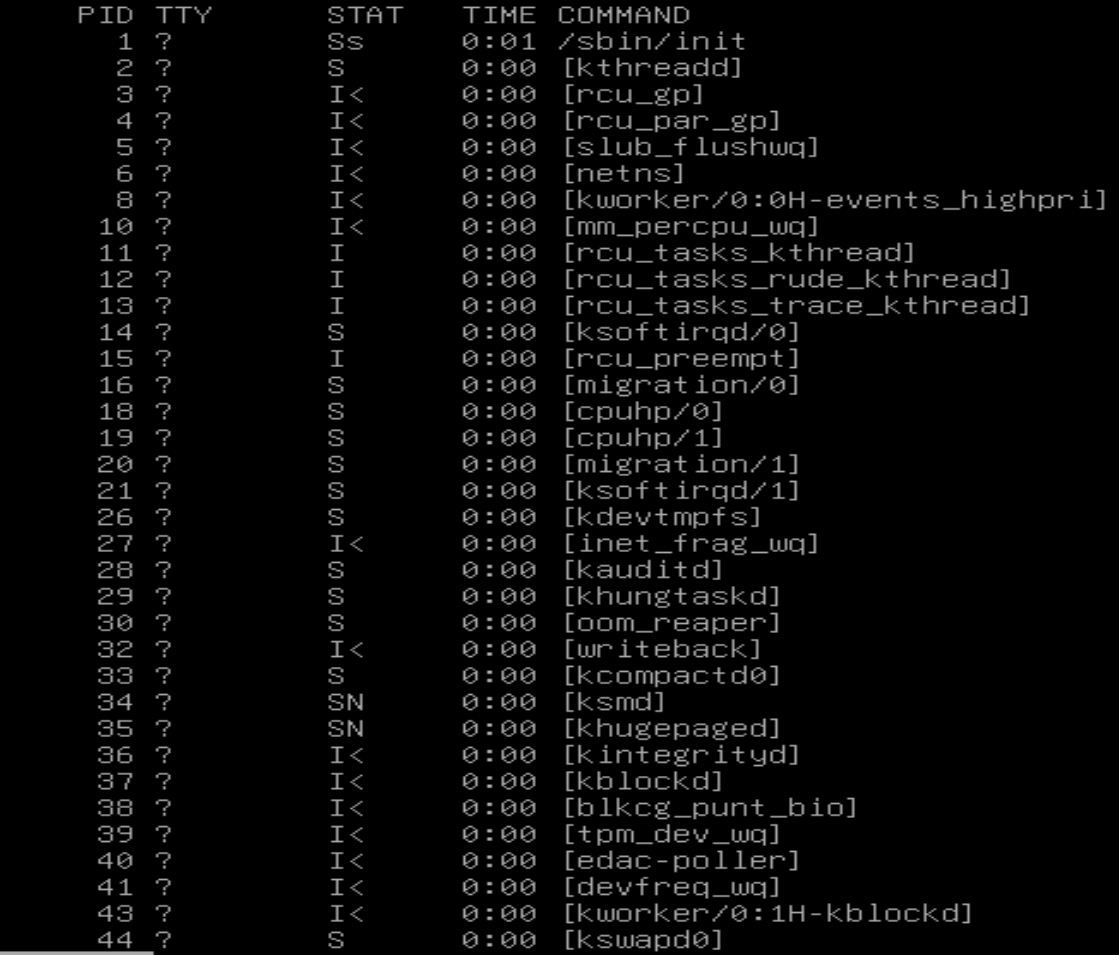 PID TTY STAT TIME COMMAND
1 ? Ss 0:01 /sbin/init
2 ? S 0:00 [kthreadd]
3 ? I< 0:00 [rcu_gp]
4 ? I< 0:00 [rcu_par_gp]
5 ? I< 0:00 [slub_flushwq]
6 ? I< 0:00 [netns]
8 ? I< 0:00 [kworker/0:0H-events_highpri]
10 ? I< 0:00 [mm_percpu_wq]
11 ? I 0:00 [rcu_tasks_kthread]
12 ? I 0:00 [rcu_tasks_rude_kthread]
13 ? I 0:00 [rcu_tasks_trace_kthread]
14 ? S 0:00 [ksoftirqd/0]
15 ? I 0:00 [rcu_preempt]
16 ? S 0:00 [migration/0]
18 ? S 0:00 [cpuhp/0]
19 ? S 0:00 [cpuhp/1]
20 ? S 0:00 [migration/1]
21 ? S 0:00 [ksoftirqd/1]
26 ? S 0:00 [kdevtmpfs]
27 ? I< 0:00 [inet_frag_wq]
28 ? S 0:00 [kauditd]
29 ? S 0:00 [khungtaskd]
30 ? S 0:00 [oom_reaper]
32 ? I< 0:00 [writeback]
33 ? S 0:00 [kcompactd0]
34 ? SN 0:00 [ksmd]
35 ? SN 0:00 [khugepaged]
36 ? I< 0:00 [kintegrityd]
37 ? I< 0:00 [kblockd]
38 ? I< 0:00 [blkcg_punt_bio]
39 ? I< 0:00 [tpm_dev_wq]
40 ? I< 0:00 [edac-poller]
41 ? I< 0:00 [devfreq_wq]
43 ? I< 0:00 [kworker/0:1H-kblockd]
44 ? S 0:00 [kswapd0]